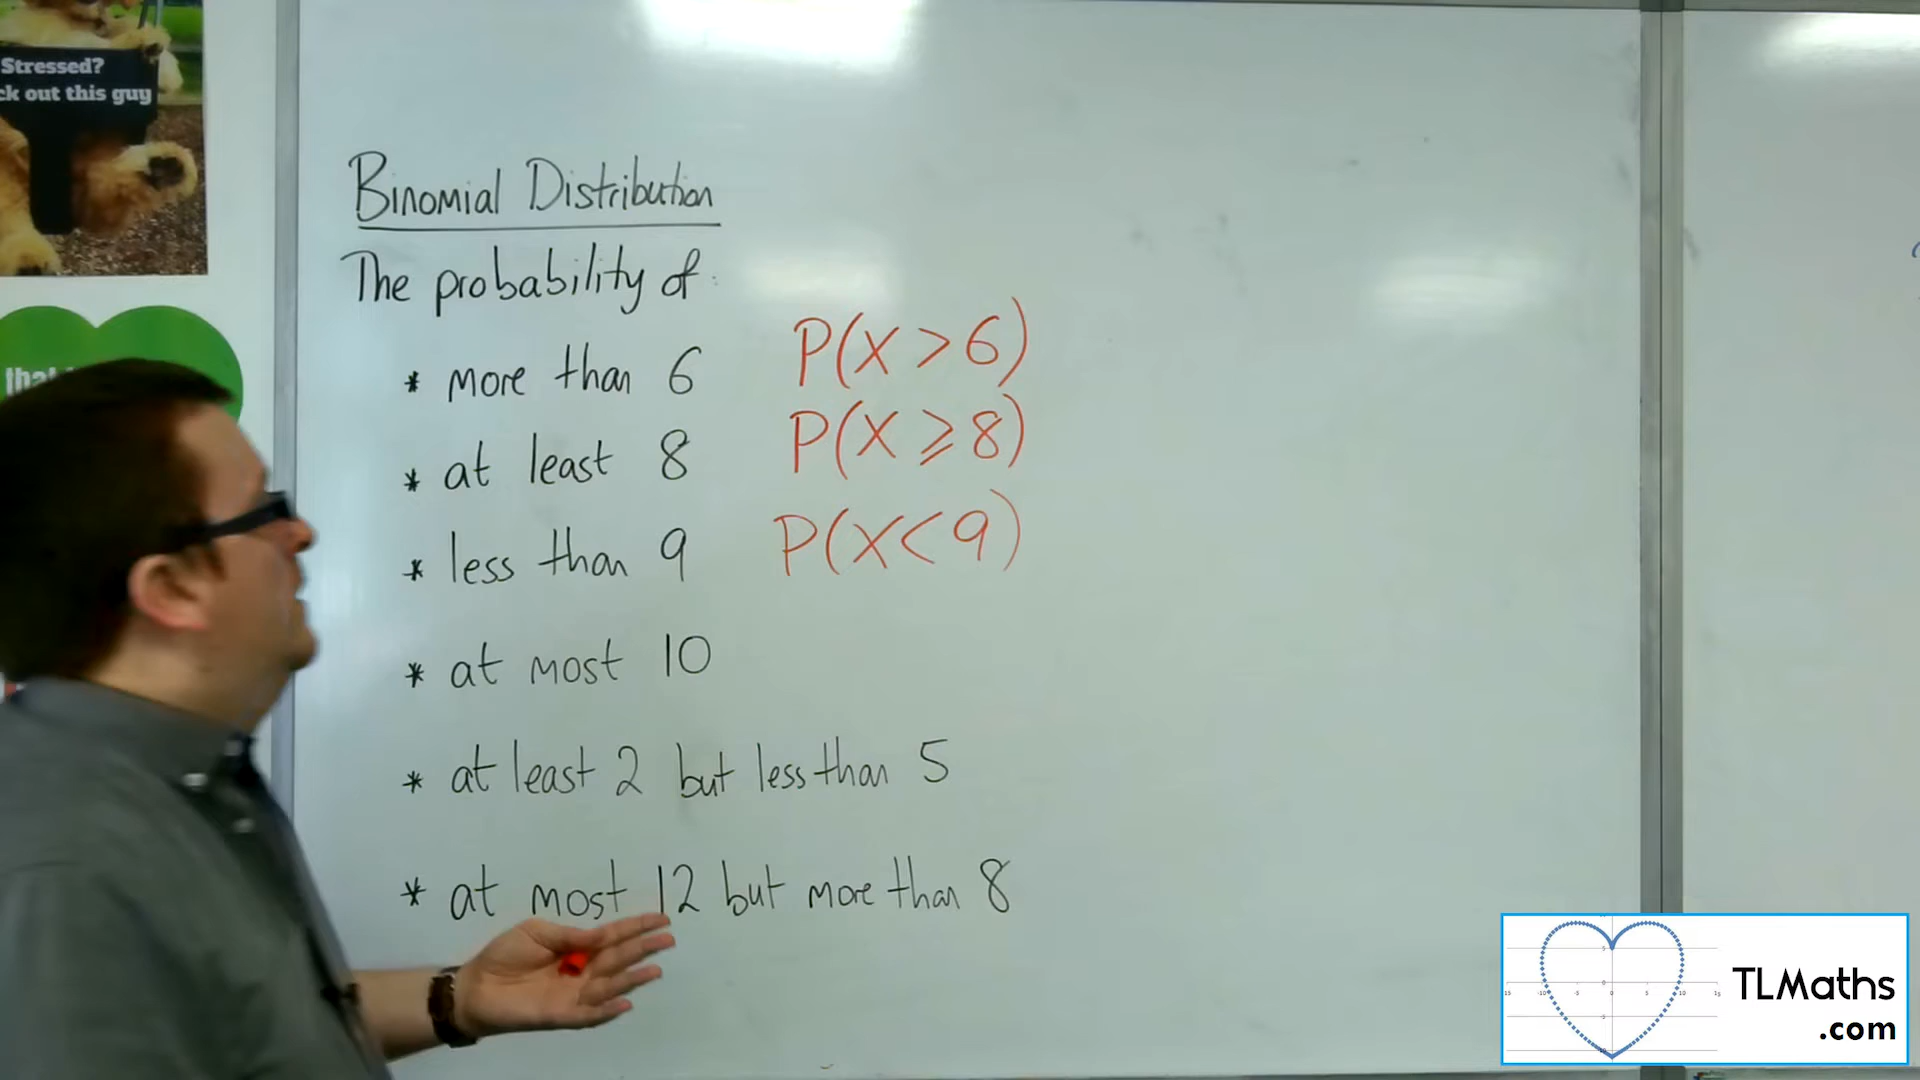 Stressed?
ck out this guy
Binomial Distribution
The probability of:
* more than 6 P(X > 6)
* at least 8 P(X ⩾ 8)
* less than 9 P(X < 9)
* at most 10
* at least 2 but less than 5
* at most 12 but more than 8
TLMaths
.com